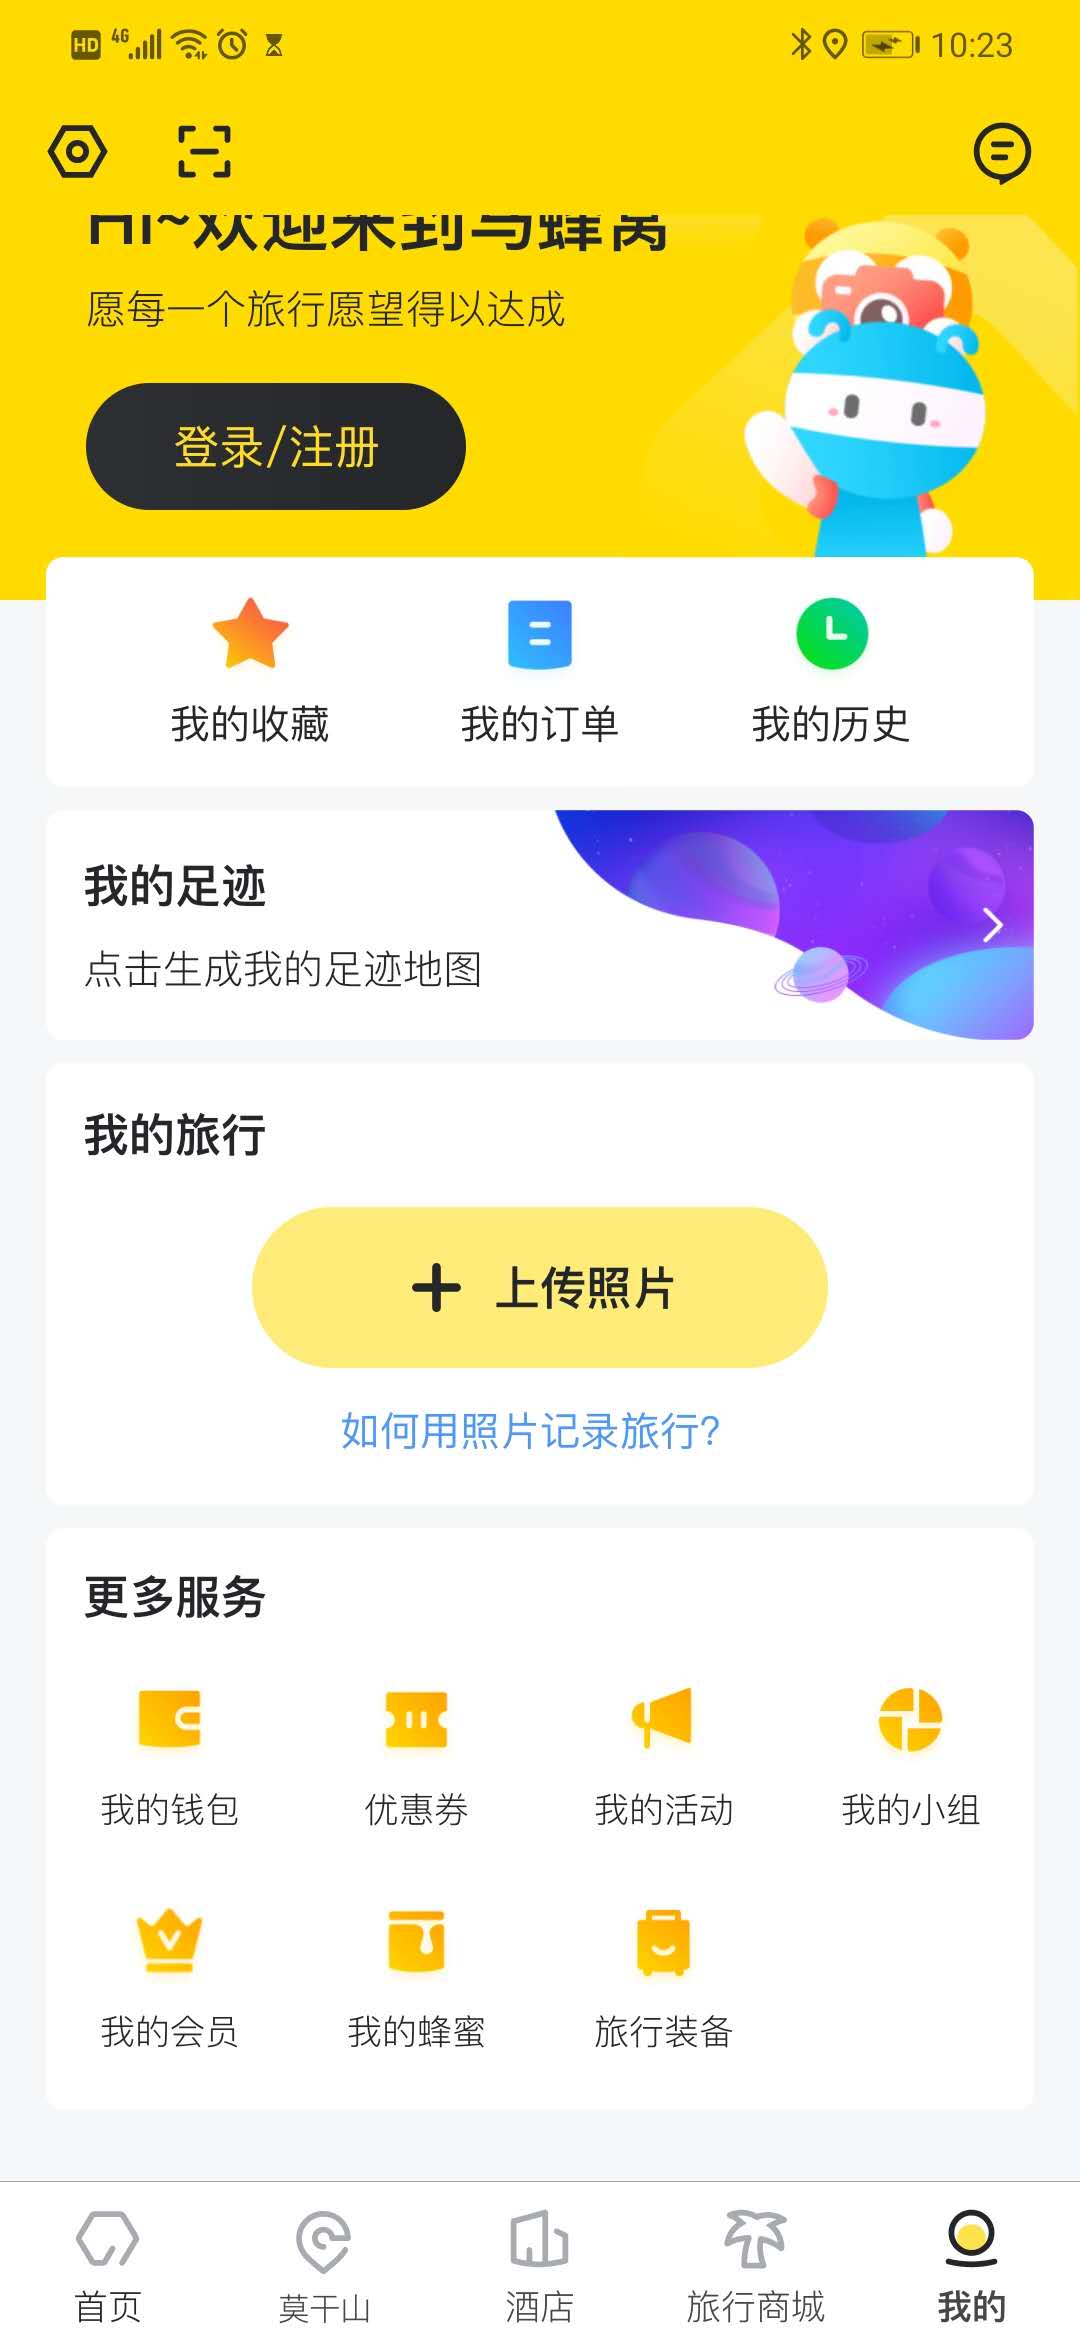 HD 4G 10:23
Hi~欢迎来到马蜂窝
愿每一个旅行愿望得以达成
登录/注册
我的收藏 我的订单 我的历史
我的足迹
点击生成我的足迹地图
我的旅行
+ 上传照片
如何用照片记录旅行?
更多服务
我的钱包 优惠券 我的活动 我的小组
我的会员 我的蜂蜜 旅行装备
首页 莫干山 酒店 旅行商城 我的